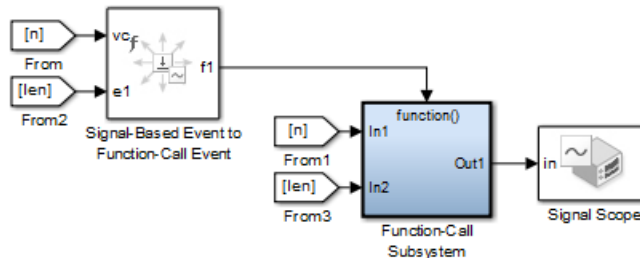 [n]
vc
From
[len]
e1
f1
From2
Signal-Based Event to
Function-Call Event
function()
[n]
In1
From1
Out1
in
[len]
In2
From3
Signal Scope
Function-Call
Subsystem